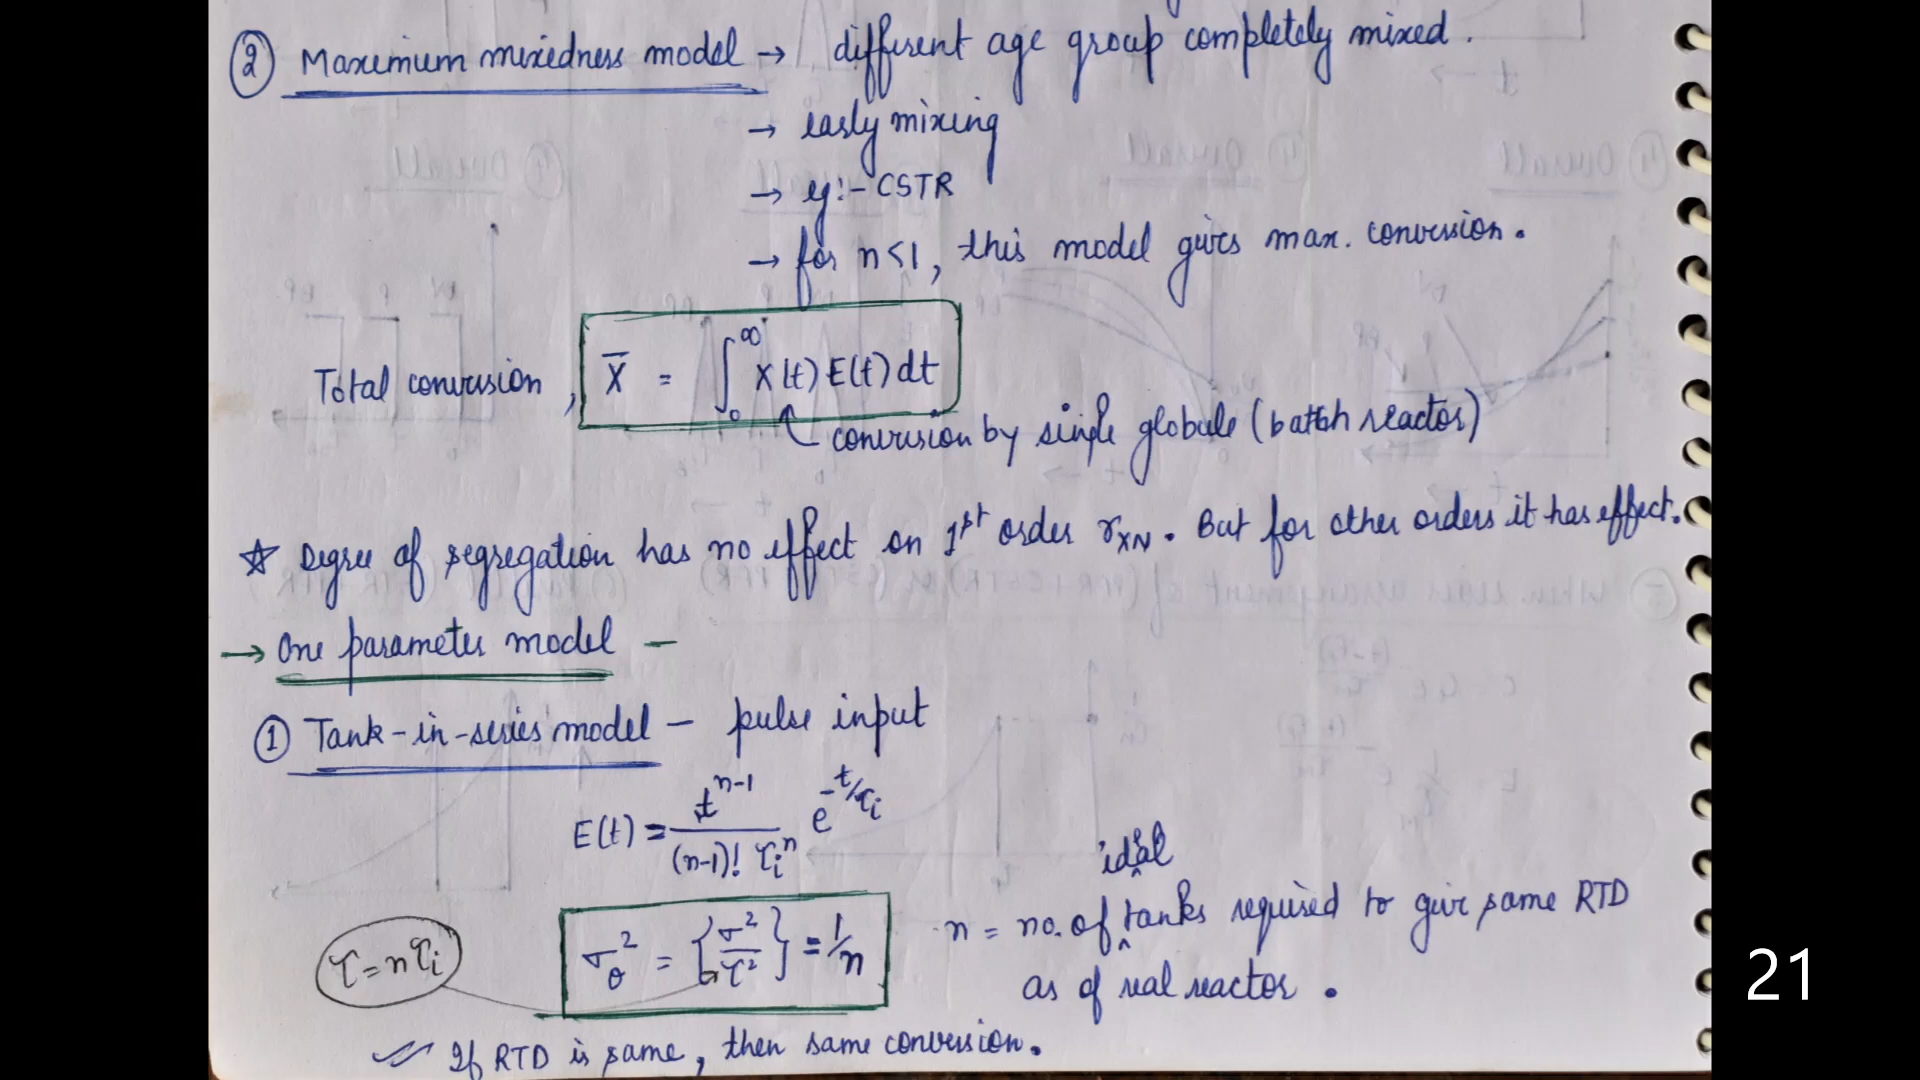 ② Maximum mixedness model → different age group completely mixed.
→ early mixing
→ eg:- CSTR
→ for n<1, this model gives max. conversion.
Total conversion, X̄ = ∫₀^∞ X(t) E(t) dt
conversion by single globule (batch reactor)
☆ Degree of segregation has no effect on 1st order rXN. But for other orders it has effect.
→ One parameter model -
① Tank-in-series model - pulse input
E(t) = t^(n-1) / ((n-1)! τi^n) e^(-t/τi)
τ = nτi
σθ² = {σ²/τ²} = 1/n
n = no. of ideal tanks required to give same RTD
as of real reactor.
If RTD is same, then same conversion.
21